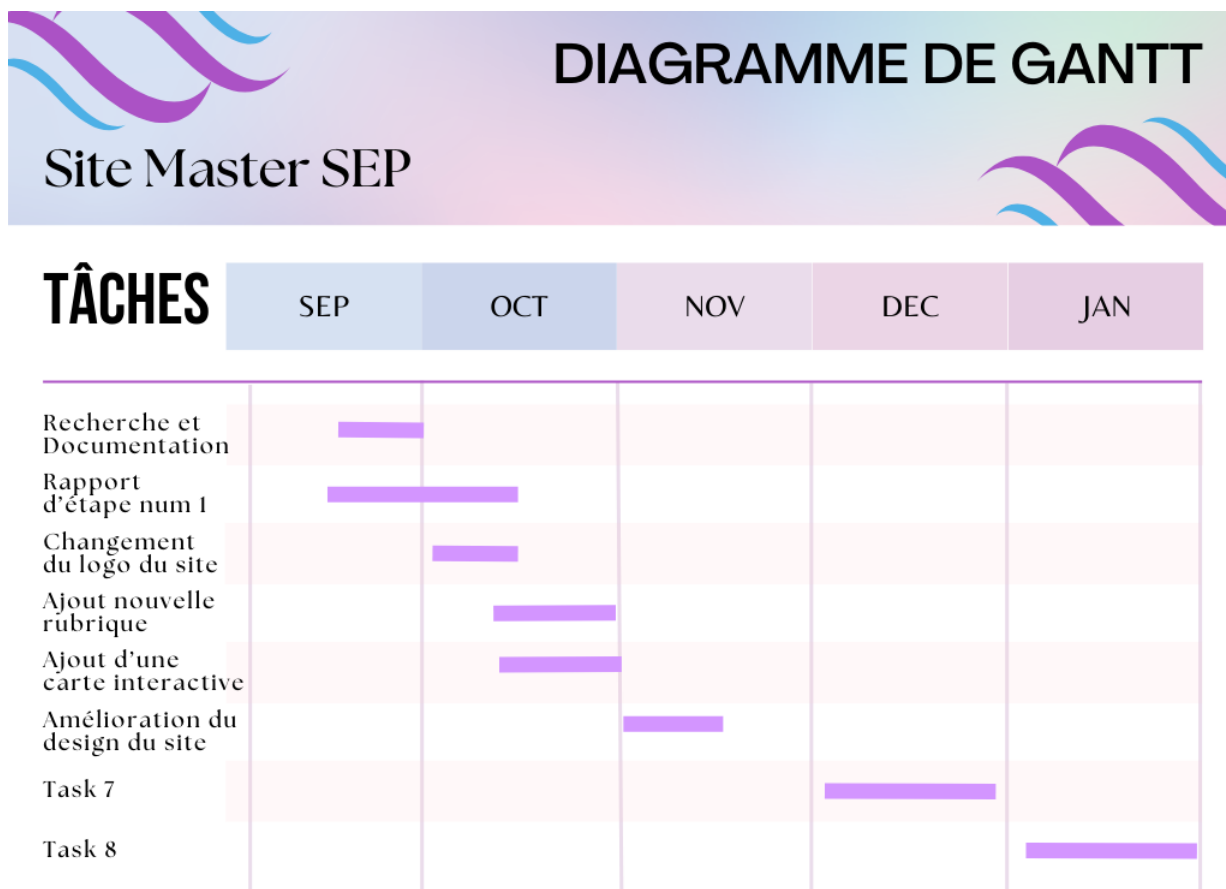 DIAGRAMME DE GANTT
Site Master SEP
TÂCHES
SEP
OCT
NOV
DEC
JAN
Recherche et
Documentation
Rapport
d'étape num 1
Changement
du logo du site
Ajout nouvelle
rubrique
Ajout d'une
carte interactive
Amélioration du
design du site
Task 7
Task 8